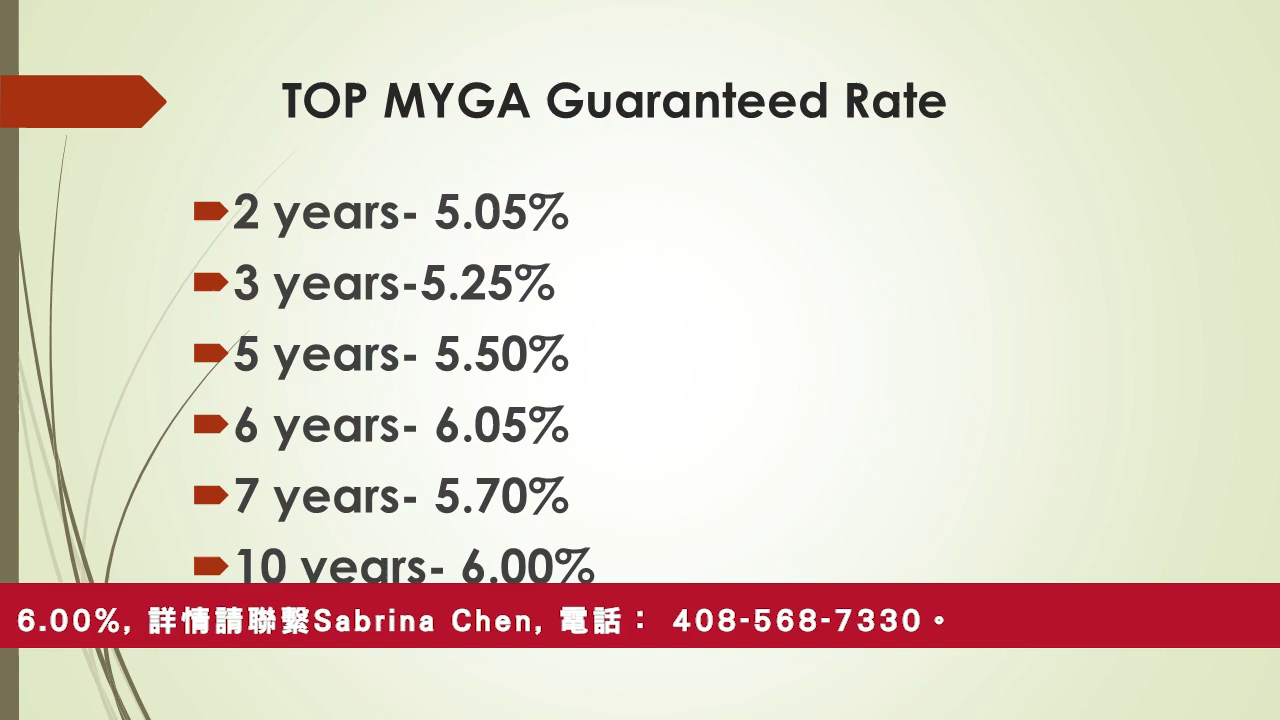 TOP MYGA Guaranteed Rate
2 years- 5.05%
3 years-5.25%
5 years- 5.50%
6 years- 6.05%
7 years- 5.70%
10 years- 6.00%
6.00%, 詳情請聯繫Sabrina Chen, 電話： 408-568-7330。